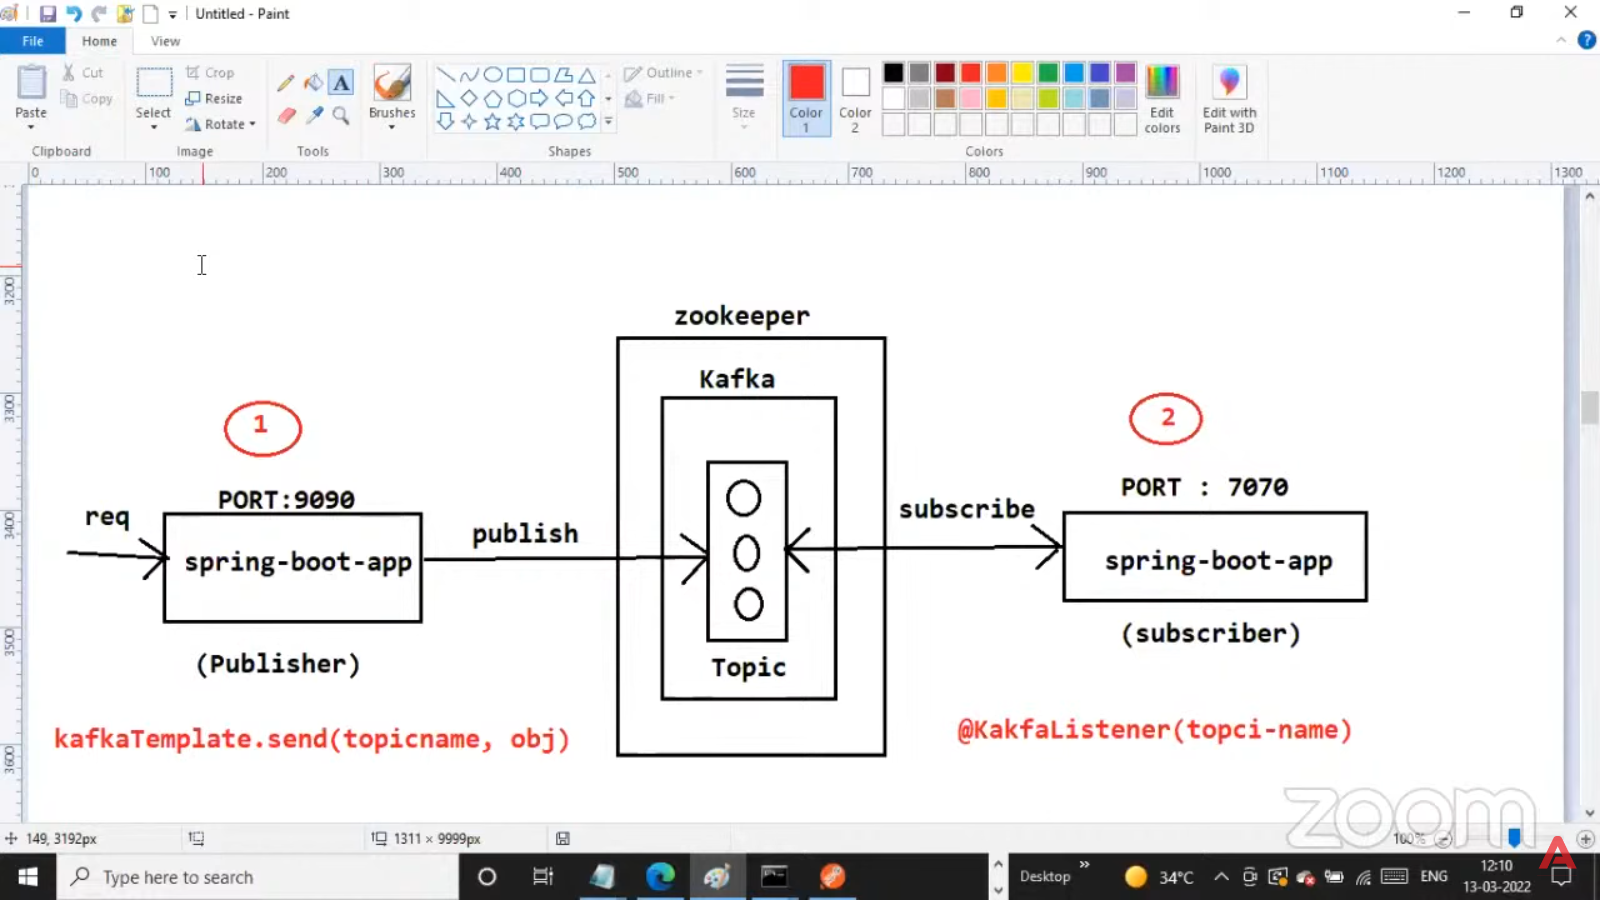 Untitled - Paint
File Home View
Paste
Cut
Copy
Clipboard
Select
Crop
Resize
Rotate
Image
A
Tools
Brushes
Shapes
Outline
Fill
Size
Color 1
Color 2
Edit colors
Edit with Paint 3D
Colors
0 100 200 300 400 500 600 700 800 900 1000 1100 1200 1300
3200
3300
3400
3500
3600
zookeeper
Kafka
1
2
PORT:9090
PORT : 7070
req
publish
subscribe
spring-boot-app
spring-boot-app
(Publisher)
Topic
(subscriber)
kafkaTemplate.send(topicname, obj)
@KakfaListener(topci-name)
zoom
149, 3192px
1311 × 9999px
100%
Type here to search
Desktop
34°C
ENG
12:10
13-03-2022